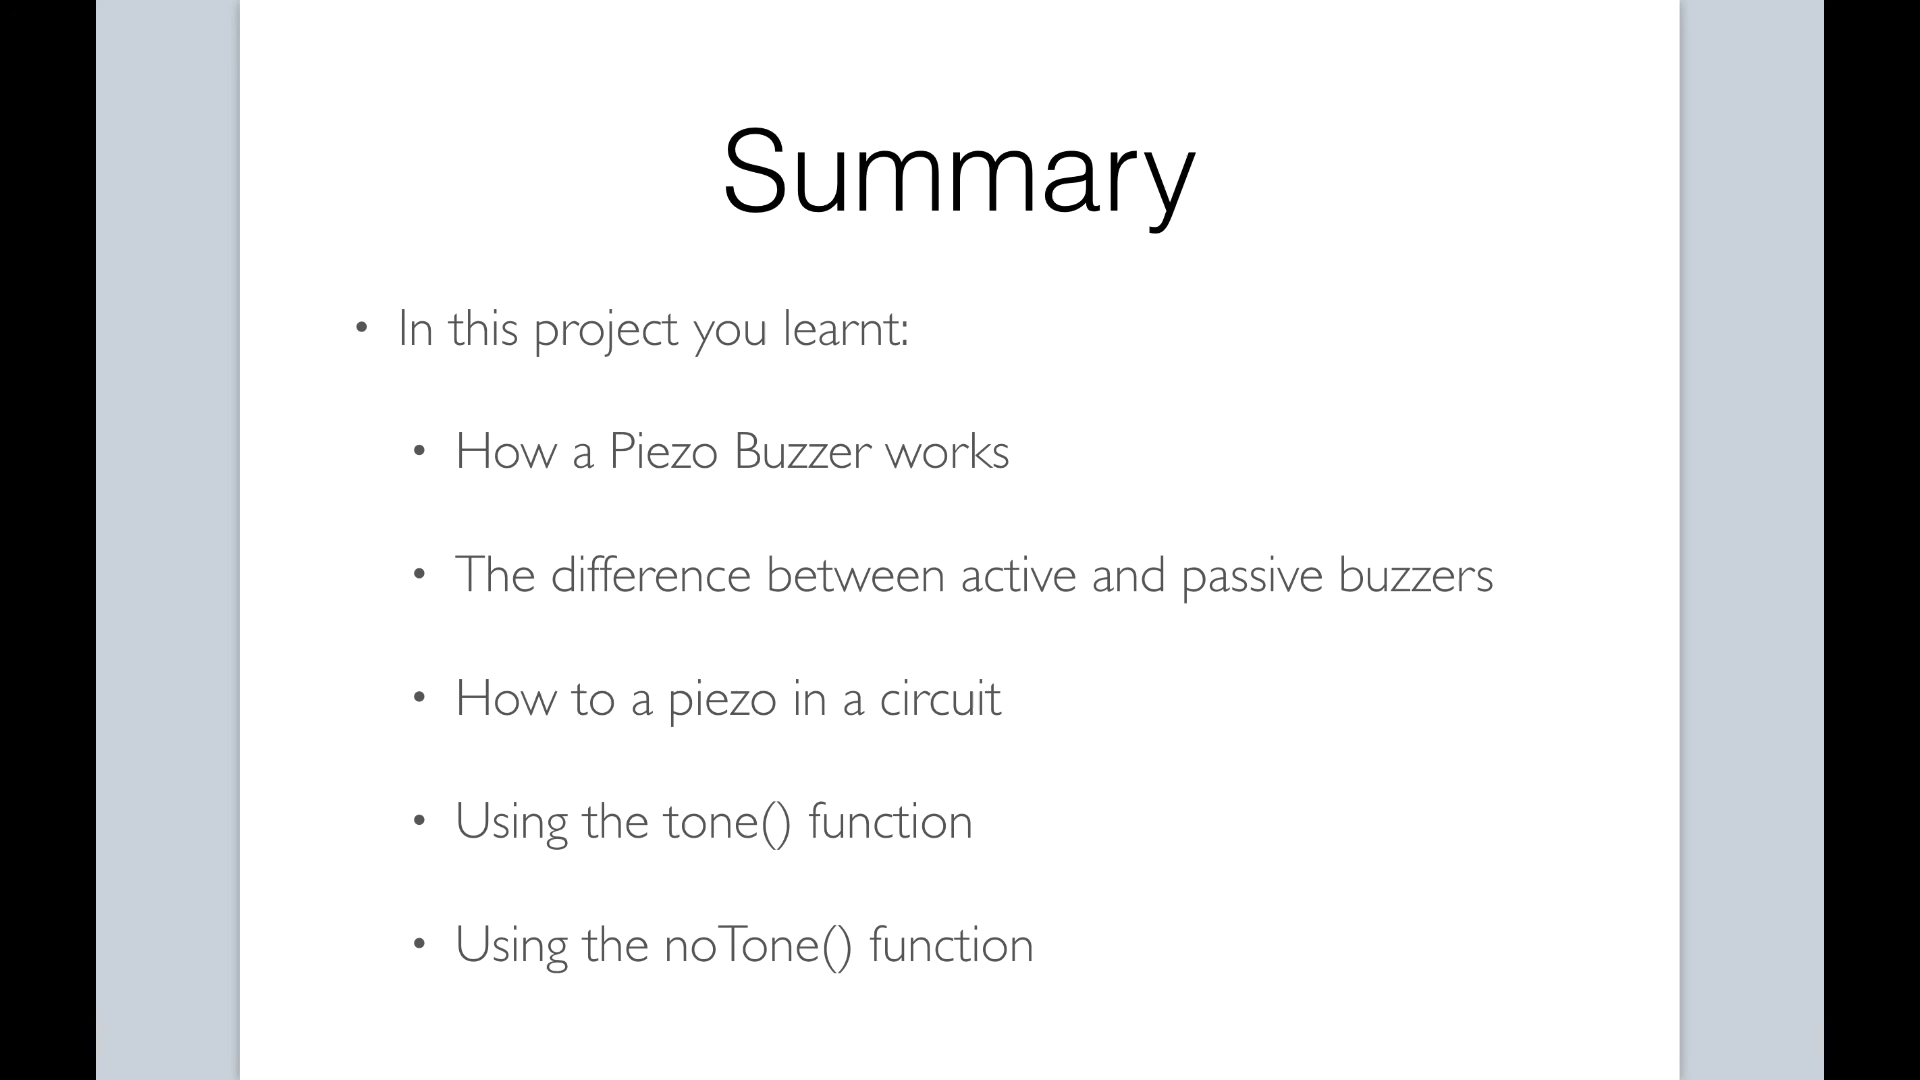 Summary
• In this project you learnt:
• How a Piezo Buzzer works
• The difference between active and passive buzzers
• How to a piezo in a circuit
• Using the tone() function
• Using the noTone() function